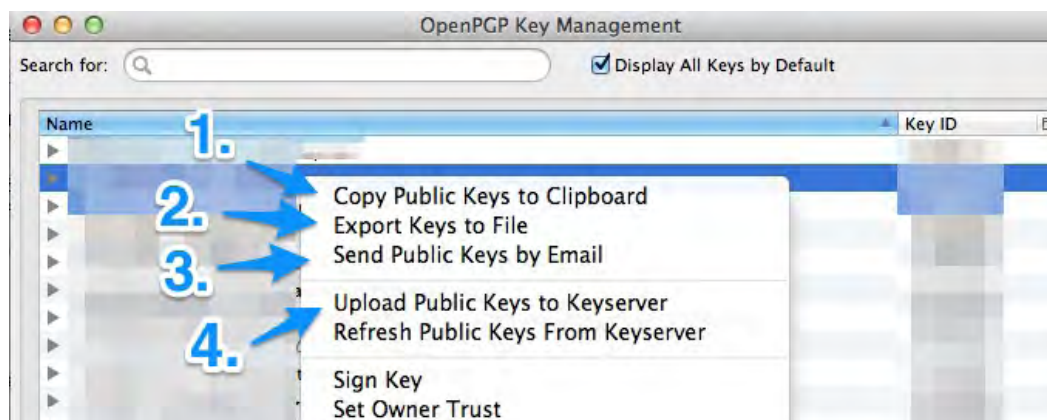 OpenPGP Key Management
Search for:
Display All Keys by Default
Name
Key ID
1.
Copy Public Keys to Clipboard
2.
Export Keys to File
3.
Send Public Keys by Email
4.
Upload Public Keys to Keyserver
Refresh Public Keys From Keyserver
Sign Key
Set Owner Trust